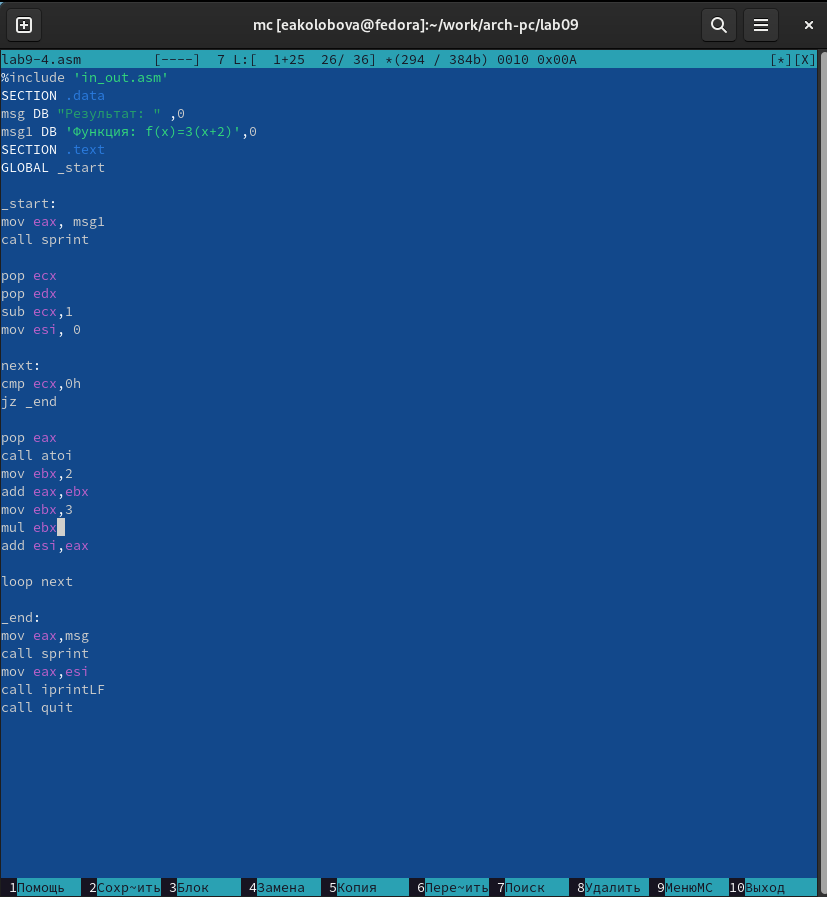 mc [eakolobova@fedora]:~/work/arch-pc/lab09
lab9-4.asm [----] 7 L:[ 1+25 26/ 36] *(294 / 384b) 0010 0x00A [*][X]
%include 'in_out.asm'
SECTION .data
msg DB "Результат: " ,0
msg1 DB 'Функция: f(x)=3(x+2)',0
SECTION .text
GLOBAL _start
_start:
mov eax, msg1
call sprint
pop ecx
pop edx
sub ecx,1
mov esi, 0
next:
cmp ecx,0h
jz _end
pop eax
call atoi
mov ebx,2
add eax,ebx
mov ebx,3
mul ebx
add esi,eax
loop next
_end:
mov eax,msg
call sprint
mov eax,esi
call iprintLF
call quit
1Помощь 2Сохр~ить 3Блок 4Замена 5Копия 6Пере~ить 7Поиск 8Удалить 9МенюМС 10Выход